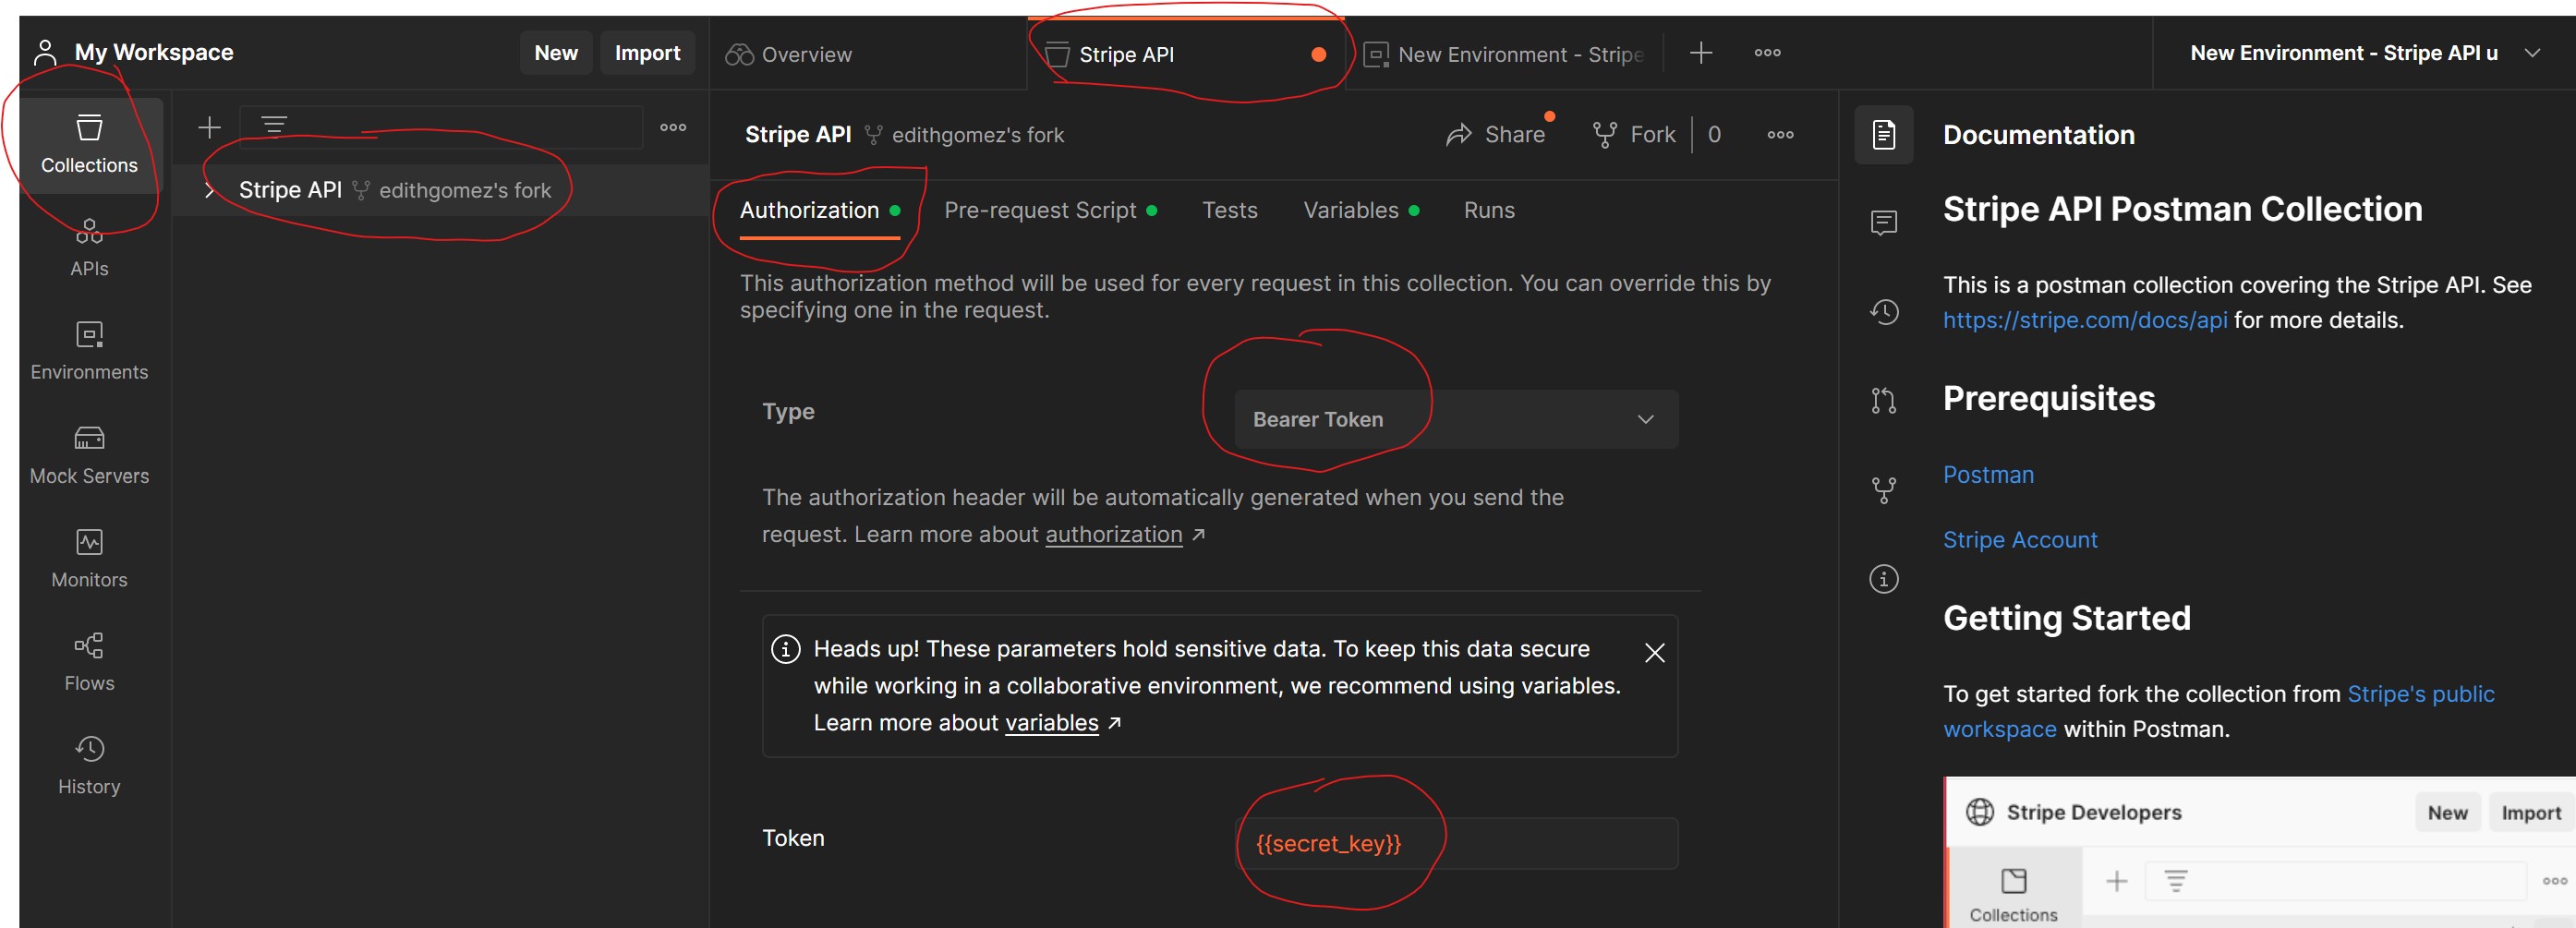 My Workspace
New
Import
Overview
Stripe API
New Environment - Stripe
New Environment - Stripe API u
Collections
APIs
Environments
Mock Servers
Monitors
Flows
History
Stripe API edithgomez's fork
Stripe API edithgomez's fork
Share
Fork
0
Authorization
Pre-request Script
Tests
Variables
Runs
This authorization method will be used for every request in this collection. You can override this by
specifying one in the request.
Type
Bearer Token
The authorization header will be automatically generated when you send the
request. Learn more about authorization ↗
Heads up! These parameters hold sensitive data. To keep this data secure
while working in a collaborative environment, we recommend using variables.
Learn more about variables ↗
Token
{{secret_key}}
Documentation
Stripe API Postman Collection
This is a postman collection covering the Stripe API. See
https://stripe.com/docs/api for more details.
Prerequisites
Postman
Stripe Account
Getting Started
To get started fork the collection from Stripe's public
workspace within Postman.
Stripe Developers
New
Import
Collections